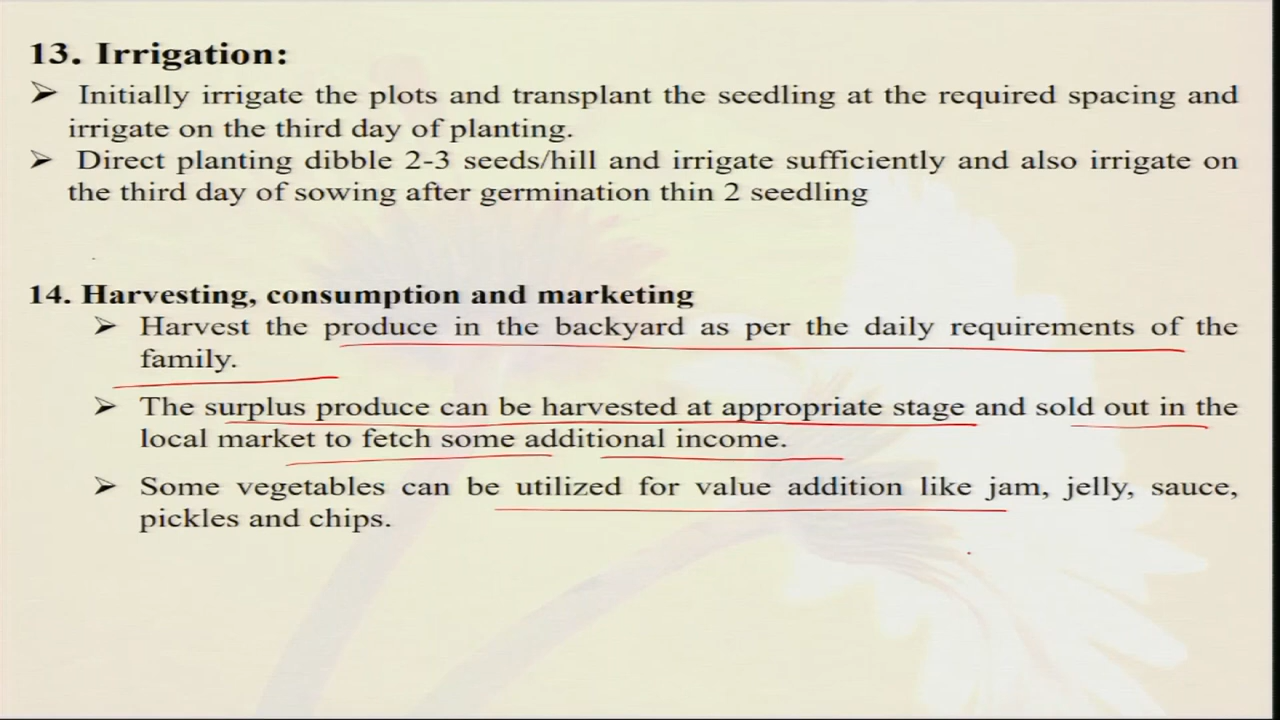 13. Irrigation:
➢ Initially irrigate the plots and transplant the seedling at the required spacing and
irrigate on the third day of planting.
➢ Direct planting dibble 2-3 seeds/hill and irrigate sufficiently and also irrigate on
the third day of sowing after germination thin 2 seedling
14. Harvesting, consumption and marketing
➢ Harvest the produce in the backyard as per the daily requirements of the
family.
➢ The surplus produce can be harvested at appropriate stage and sold out in the
local market to fetch some additional income.
➢ Some vegetables can be utilized for value addition like jam, jelly, sauce,
pickles and chips.